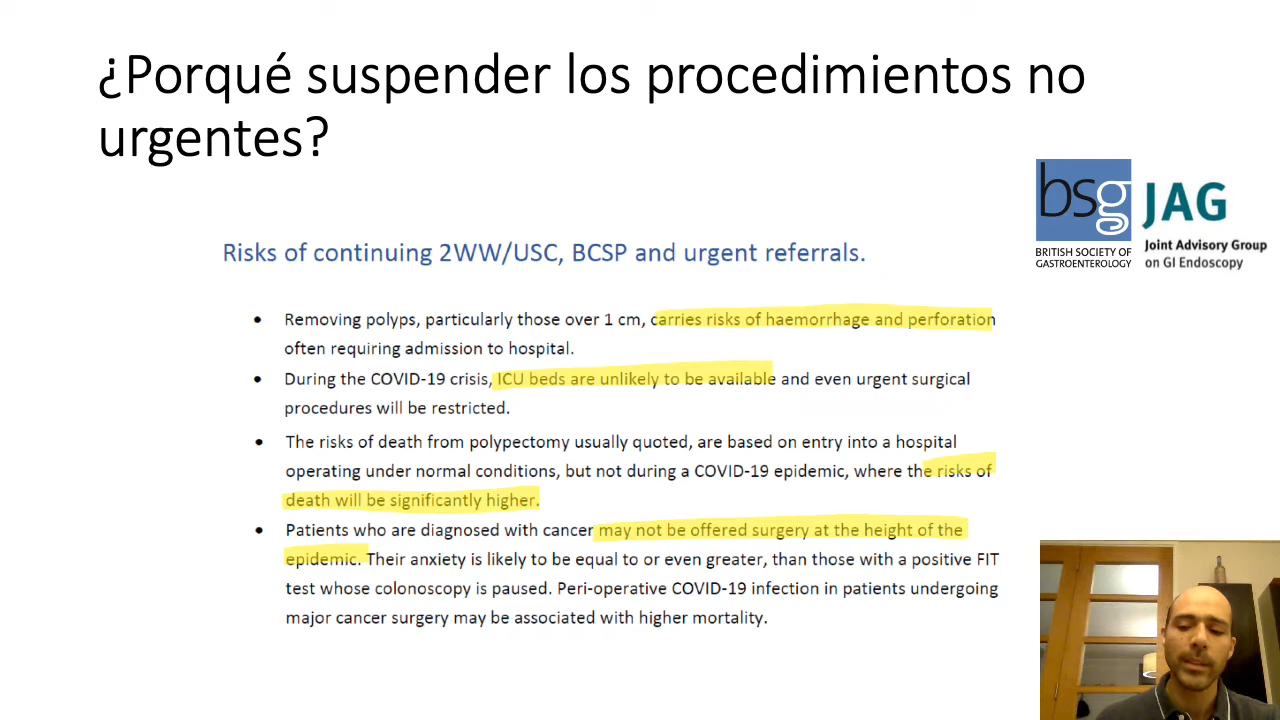 ¿Porqué suspender los procedimientos no
urgentes?
bsg
BRITISH SOCIETY OF
GASTROENTEROLOGY
JAG
Joint Advisory Group
on GI Endoscopy
Risks of continuing 2WW/USC, BCSP and urgent referrals.
• Removing polyps, particularly those over 1 cm, carries risks of haemorrhage and perforation
often requiring admission to hospital.
• During the COVID-19 crisis, ICU beds are unlikely to be available and even urgent surgical
procedures will be restricted.
• The risks of death from polypectomy usually quoted, are based on entry into a hospital
operating under normal conditions, but not during a COVID-19 epidemic, where the risks of
death will be significantly higher.
• Patients who are diagnosed with cancer may not be offered surgery at the height of the
epidemic. Their anxiety is likely to be equal to or even greater, than those with a positive FIT
test whose colonoscopy is paused. Peri-operative COVID-19 infection in patients undergoing
major cancer surgery may be associated with higher mortality.